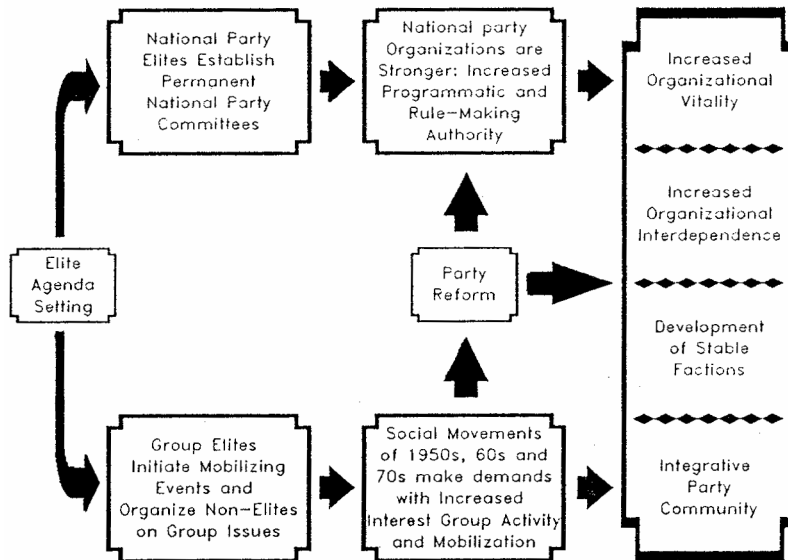 National Party
Elites Establish
Permanent
National Party
Committees
National party
Organizations are
Stronger: Increased
Programmatic and
Rule-Making
Authority
Increased
Organizational
Vitality
Increased
Organizational
Interdependence
Elite
Agenda
Setting
Party
Reform
Development
of Stable
Factions
Group Elites
Initiate Mobilizing
Events and
Organize Non-Elites
on Group Issues
Social Movements
of 1950s, 60s and
70s make demands
with Increased
Interest Group Activity
and Mobilization
Integrative
Party
Community